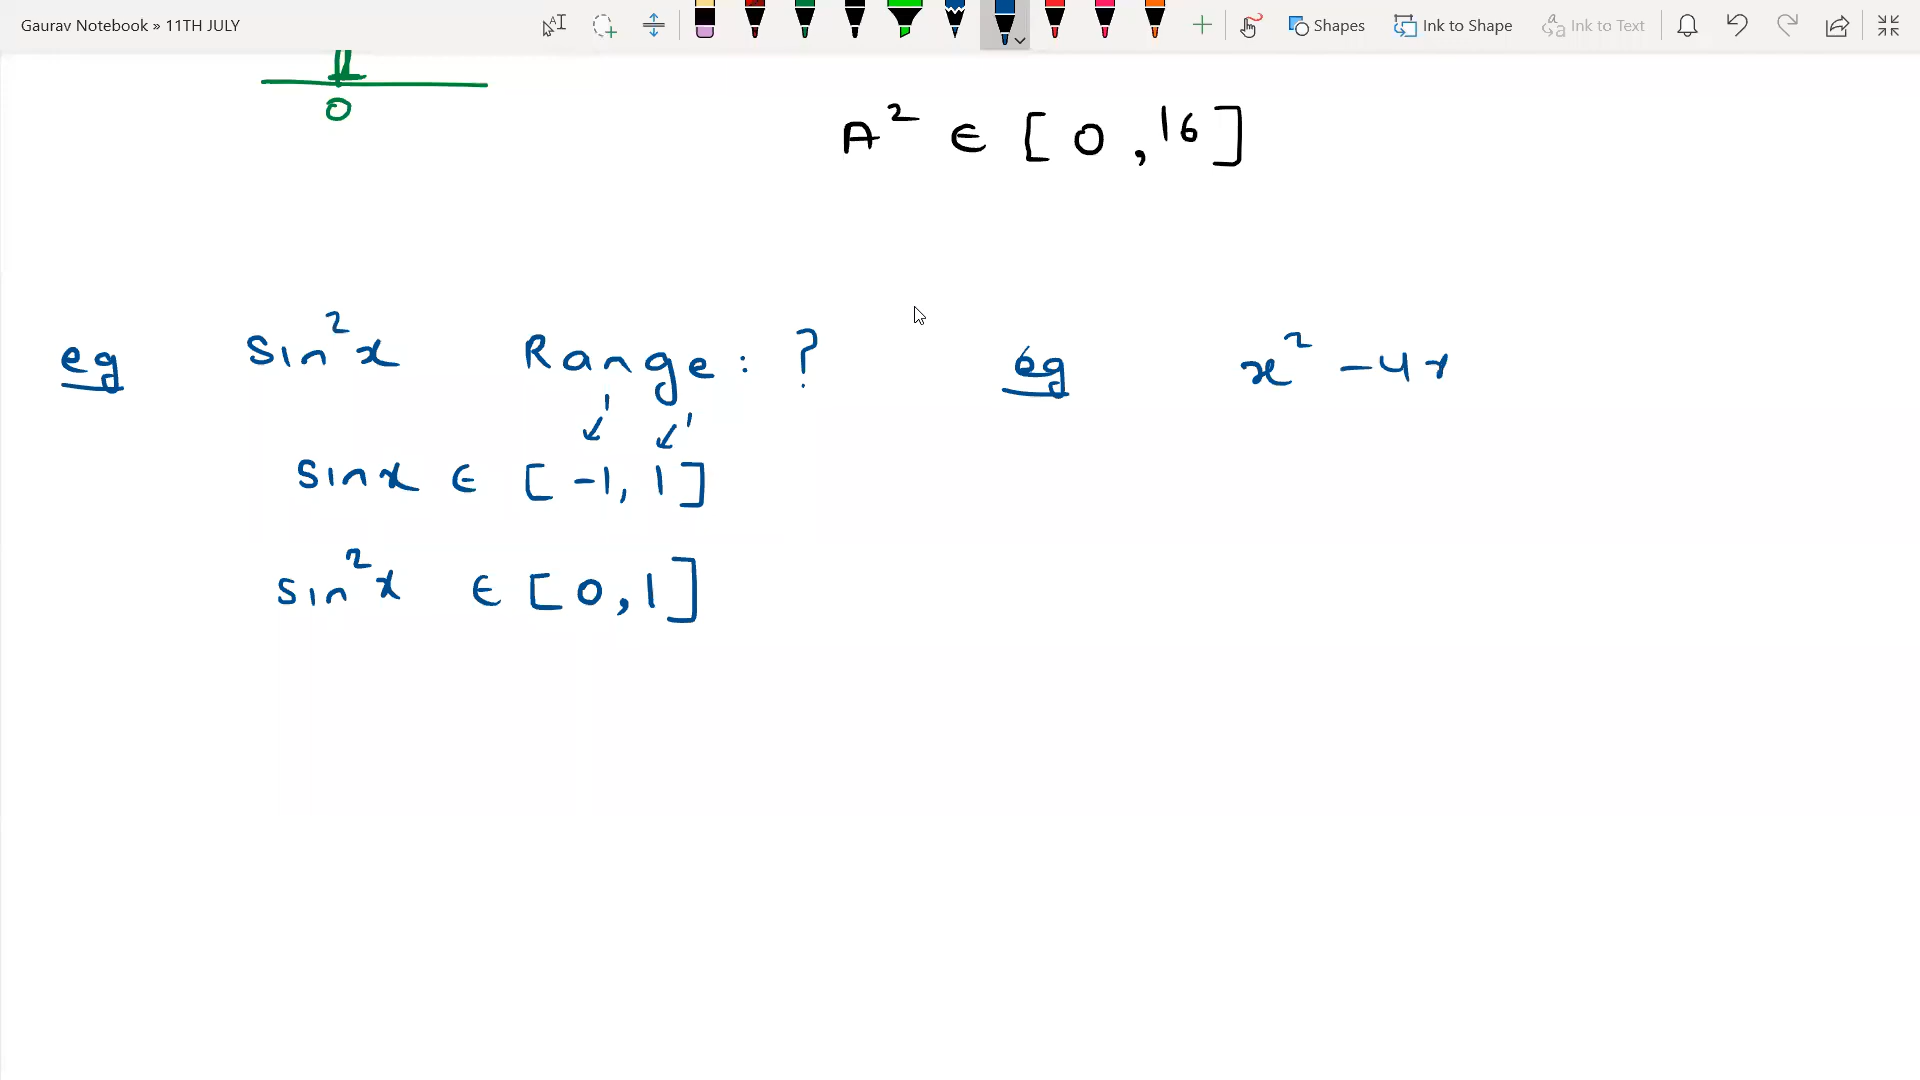 Gaurav Notebook » 11TH JULY
Shapes Ink to Shape Ink to Text
0
A² ∈ [ 0 , 16 ]
eg sin²x Range : ?
sinx ∈ [ -1, 1 ]
sin²x ∈ [ 0, 1 ]
eg x² - 4